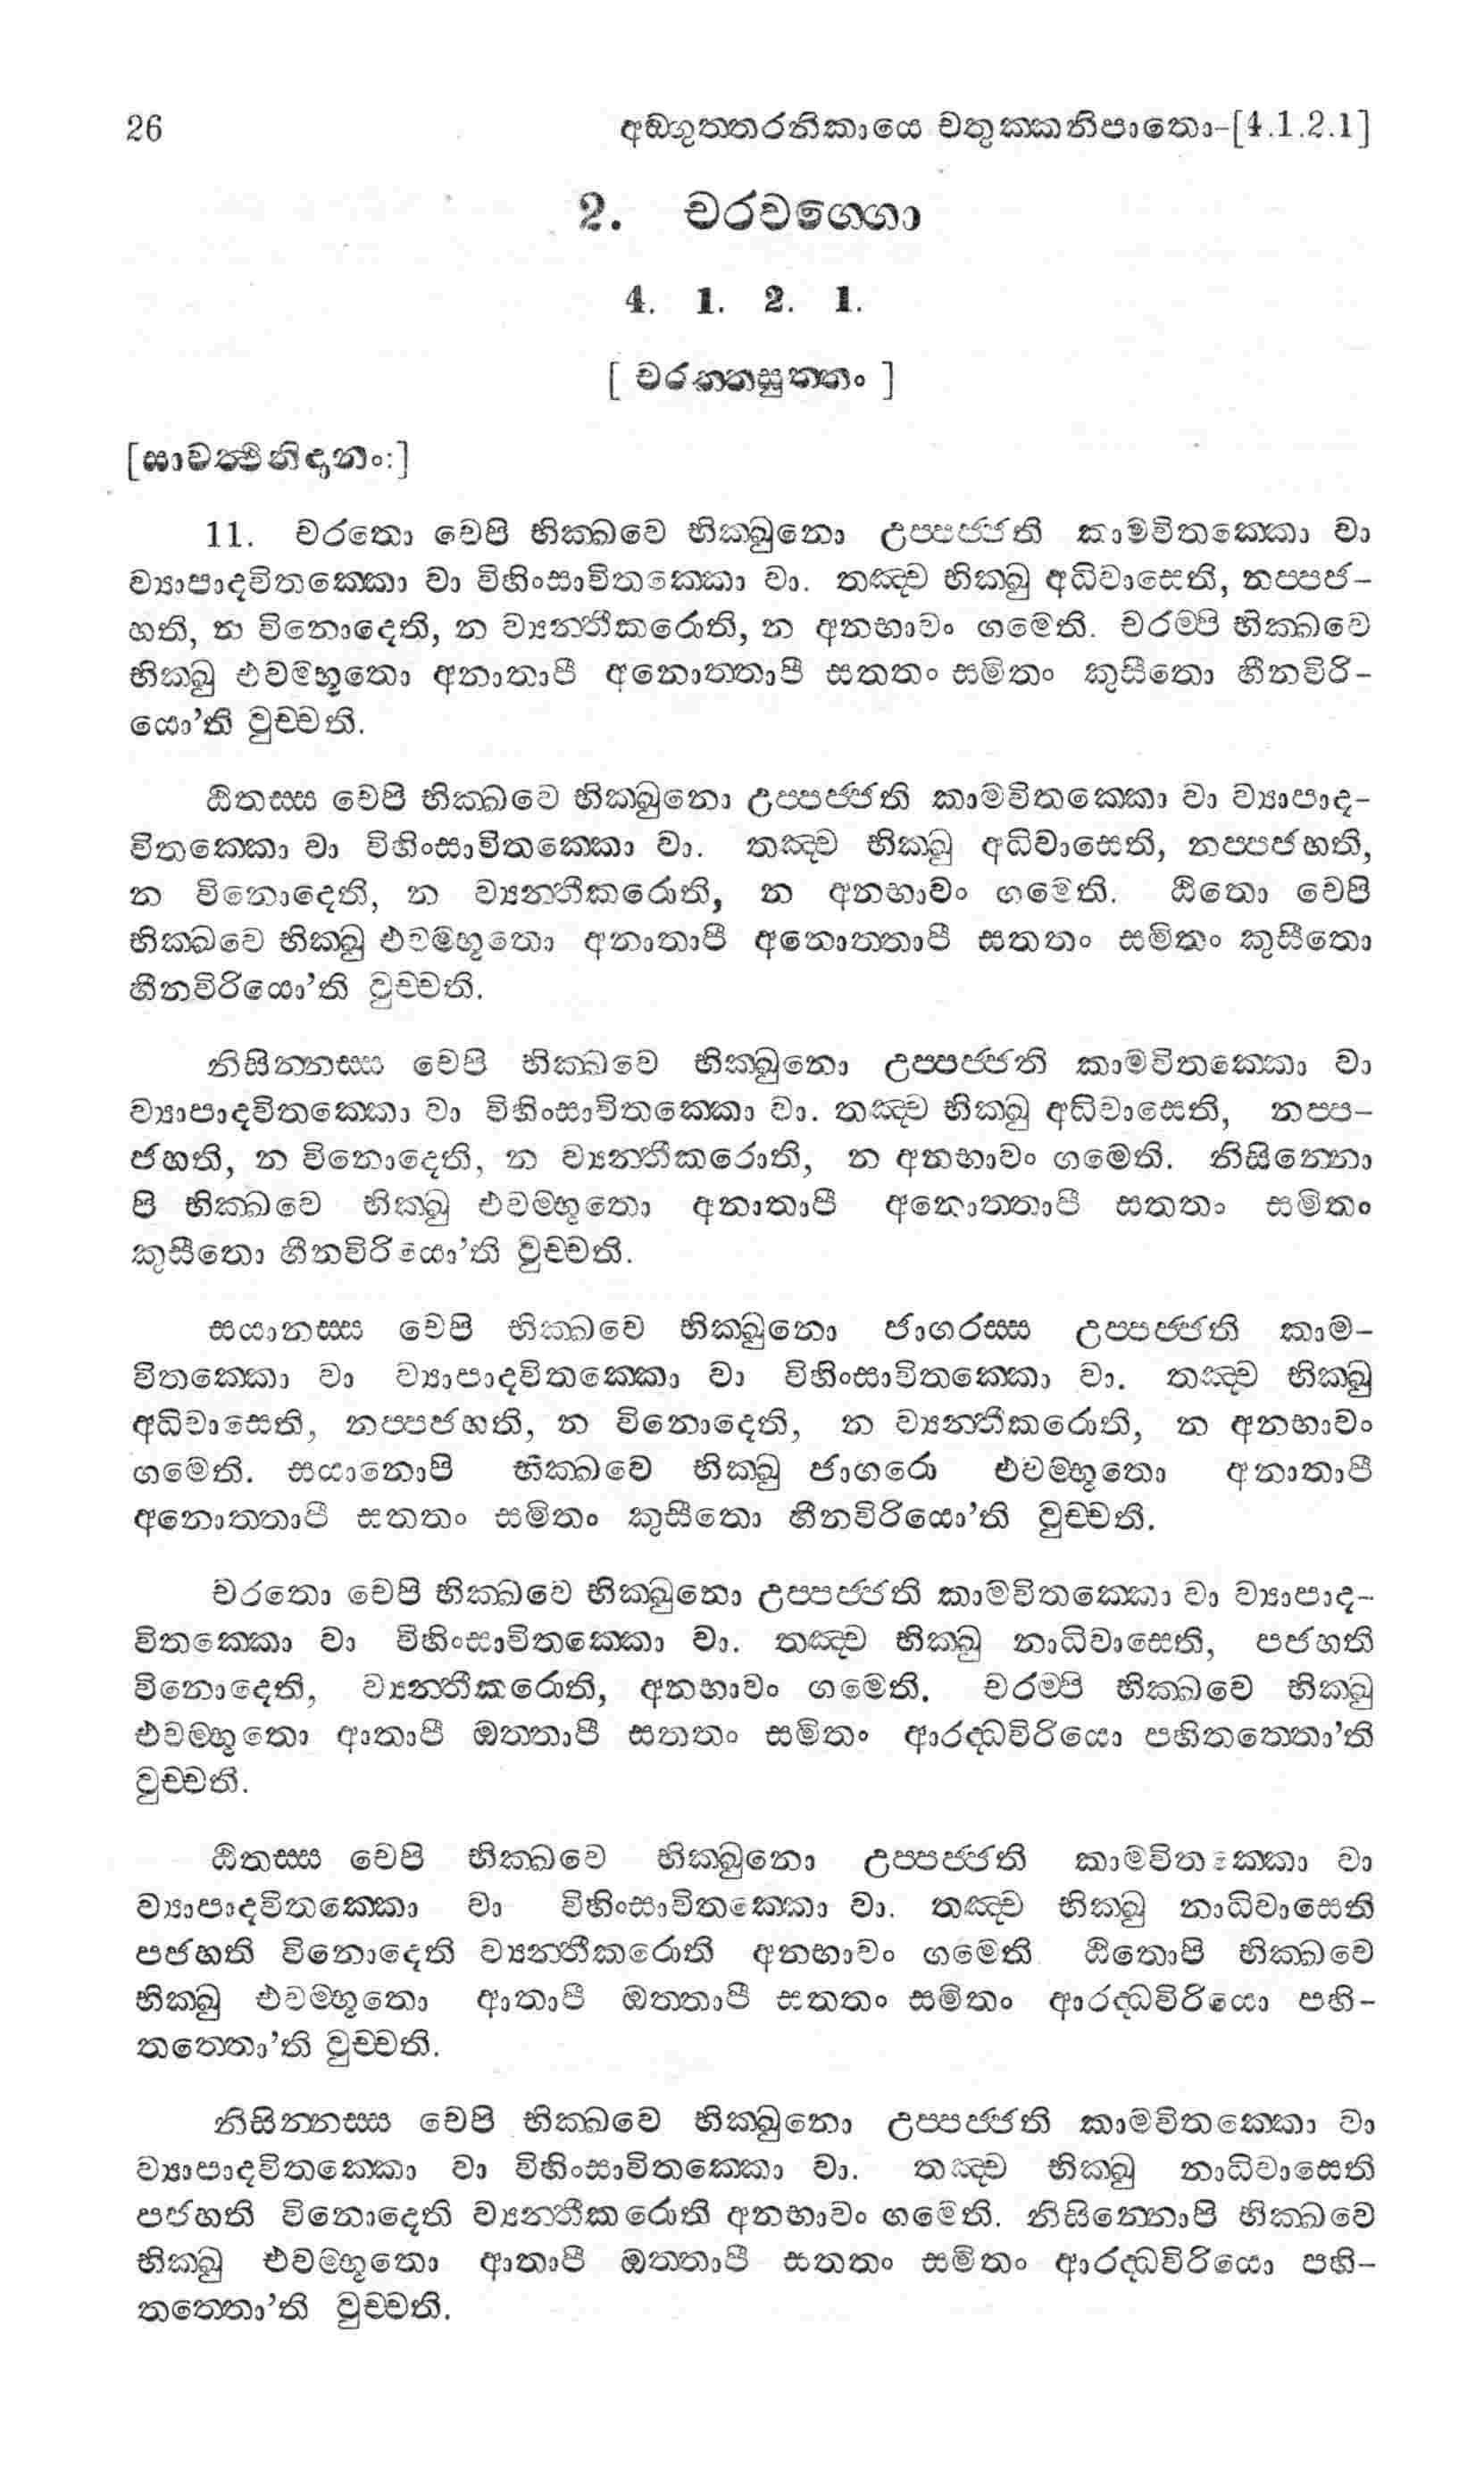 26 අඞ්ගුත්තරනිකායෙ චතුක්කනිපාතො-[4.1.2.1]
2. චරවග්ගො
4. 1. 2. 1.
[ චරන්තසුත්තං ]
[සාවත්ථිනිදානං:]
11. චරතො චෙපි භික්ඛවෙ භික්ඛුනො උප්පජ්ජති කාමවිතක්කො වා
ව්‍යාපාදවිතක්කො වා විහිංසාවිතක්කො වා. තඤ්ච භික්ඛු අධිවාසෙති, නප්පජ-
හති, න විනොදෙති, න ව්‍යන්තීකරොති, න අනභාවං ගමෙති. චරම්පි භික්ඛවෙ
භික්ඛු එවම්භූතො අනාතාපී අනොත්තාපී සතතං සමිතං කුසීතො හීනවිරි-
යො’ති වුච්චති.
ඨිතස්ස චෙපි භික්ඛවෙ භික්ඛුනො උප්පජ්ජති කාමවිතක්කො වා ව්‍යාපාද-
විතක්කො වා විහිංසාවිතක්කො වා. තඤ්ච භික්ඛු අධිවාසෙති, නප්පජහති,
න විනොදෙති, න ව්‍යන්තීකරොති, න අනභාවං ගමෙති. ඨිතො චෙපි
භික්ඛවෙ භික්ඛු එවම්භූතො අනාතාපී අනොත්තාපී සතතං සමිතං කුසීතො
හීනවිරියො’ති වුච්චති.
නිසින්නස්ස චෙපි භික්ඛවෙ භික්ඛුනො උප්පජ්ජති කාමවිතක්කො වා
ව්‍යාපාදවිතක්කො වා විහිංසාවිතක්කො වා. තඤ්ච භික්ඛු අධිවාසෙති, නප්ප-
ජහති, න විනොදෙති, න ව්‍යන්තීකරොති, න අනභාවං ගමෙති. නිසින්නො
පි භික්ඛවෙ භික්ඛු එවම්භූතො අනාතාපී අනොත්තාපී සතතං සමිතං
කුසීතො හීනවිරියො’ති වුච්චති.
සයානස්ස චෙපි භික්ඛවෙ භික්ඛුනො ජාගරස්ස උප්පජ්ජති කාම-
විතක්කො වා ව්‍යාපාදවිතක්කො වා විහිංසාවිතක්කො වා. තඤ්ච භික්ඛු
අධිවාසෙති, නප්පජහති, න විනොදෙති, න ව්‍යන්තීකරොති, න අනභාවං
ගමෙති. සයානොපි භික්ඛවෙ භික්ඛු ජාගරො එවම්භූතො අනාතාපී
අනොත්තාපී සතතං සමිතං කුසීතො හීනවිරියො’ති වුච්චති.
චරතො චෙපි භික්ඛවෙ භික්ඛුනො උප්පජ්ජති කාමවිතක්කො වා ව්‍යාපාද-
විතක්කො වා විහිංසාවිතක්කො වා. තඤ්ච භික්ඛු නාධිවාසෙති, පජහති
විනොදෙති, ව්‍යන්තීකරොති, අනභාවං ගමෙති. චරම්පි භික්ඛවෙ භික්ඛු
එවම්භූතො ආතාපී ඔත්තාපී සතතං සමිතං ආරද්ධවිරියො පහිතත්තො’ති
වුච්චති.
ඨිතස්ස චෙපි භික්ඛවෙ භික්ඛුනො උප්පජ්ජති කාමවිතක්කො වා
ව්‍යාපාදවිතක්කො වා විහිංසාවිතක්කො වා. තඤ්ච භික්ඛු නාධිවාසෙති
පජහති විනොදෙති ව්‍යන්තීකරොති අනභාවං ගමෙති. ඨිතොපි භික්ඛවෙ
භික්ඛු එවම්භූතො ආතාපී ඔත්තාපී සතතං සමිතං ආරද්ධවිරියො පහි-
තත්තො’ති වුච්චති.
නිසින්නස්ස චෙපි භික්ඛවෙ භික්ඛුනො උප්පජ්ජති කාමවිතක්කො වා
ව්‍යාපාදවිතක්කො වා විහිංසාවිතක්කො වා. තඤ්ච භික්ඛු නාධිවාසෙති
පජහති විනොදෙති ව්‍යන්තීකරොති අනභාවං ගමෙති. නිසින්නොපි භික්ඛවෙ
භික්ඛු එවම්භූතො ආතාපී ඔත්තාපී සතතං සමිතං ආරද්ධවිරියො පහි-
තත්තො’ති වුච්චති.